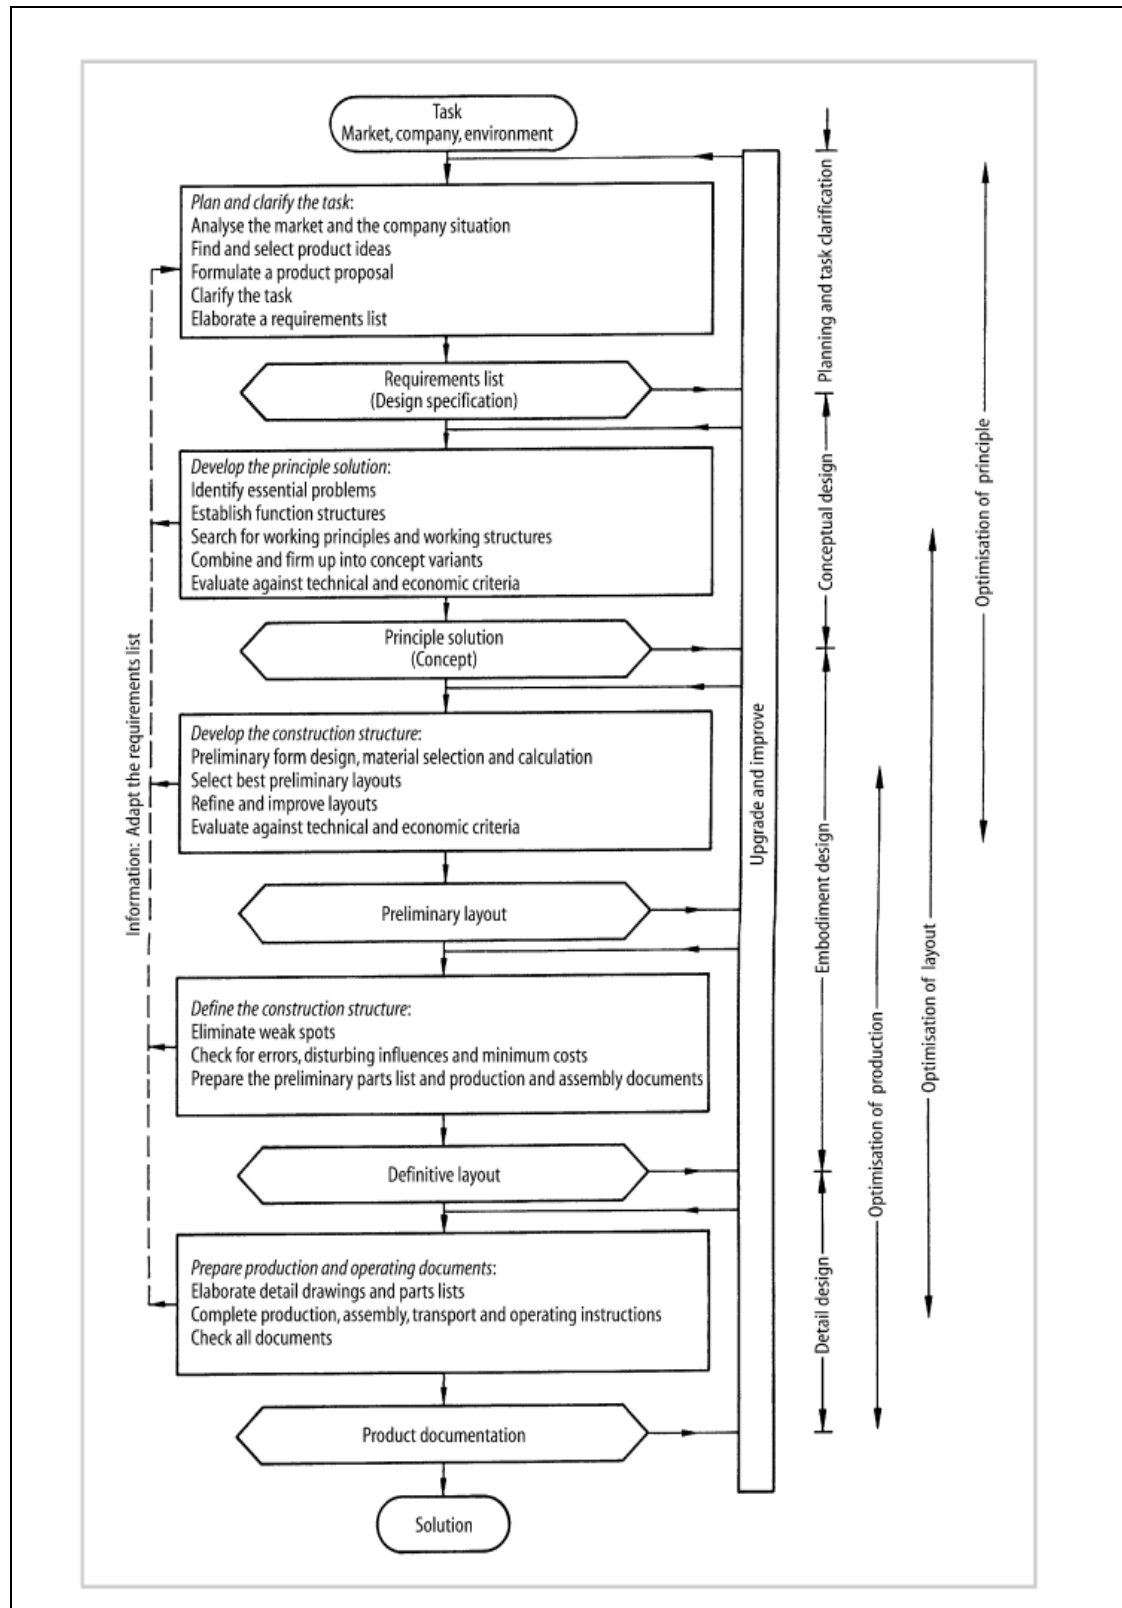 Task
Market, company, environment
Plan and clarify the task:
Analyse the market and the company situation
Find and select product ideas
Formulate a product proposal
Clarify the task
Elaborate a requirements list
Requirements list
(Design specification)
Develop the principle solution:
Identify essential problems
Establish function structures
Search for working principles and working structures
Combine and firm up into concept variants
Evaluate against technical and economic criteria
Principle solution
(Concept)
Develop the construction structure:
Preliminary form design, material selection and calculation
Select best preliminary layouts
Refine and improve layouts
Evaluate against technical and economic criteria
Preliminary layout
Define the construction structure:
Eliminate weak spots
Check for errors, disturbing influences and minimum costs
Prepare the preliminary parts list and production and assembly documents
Definitive layout
Prepare production and operating documents:
Elaborate detail drawings and parts lists
Complete production, assembly, transport and operating instructions
Check all documents
Product documentation
Solution
Information: Adapt the requirements list
Upgrade and improve
Planning and task clarification
Conceptual design
Embodiment design
Detail design
Optimisation of production
Optimisation of layout
Optimisation of principle